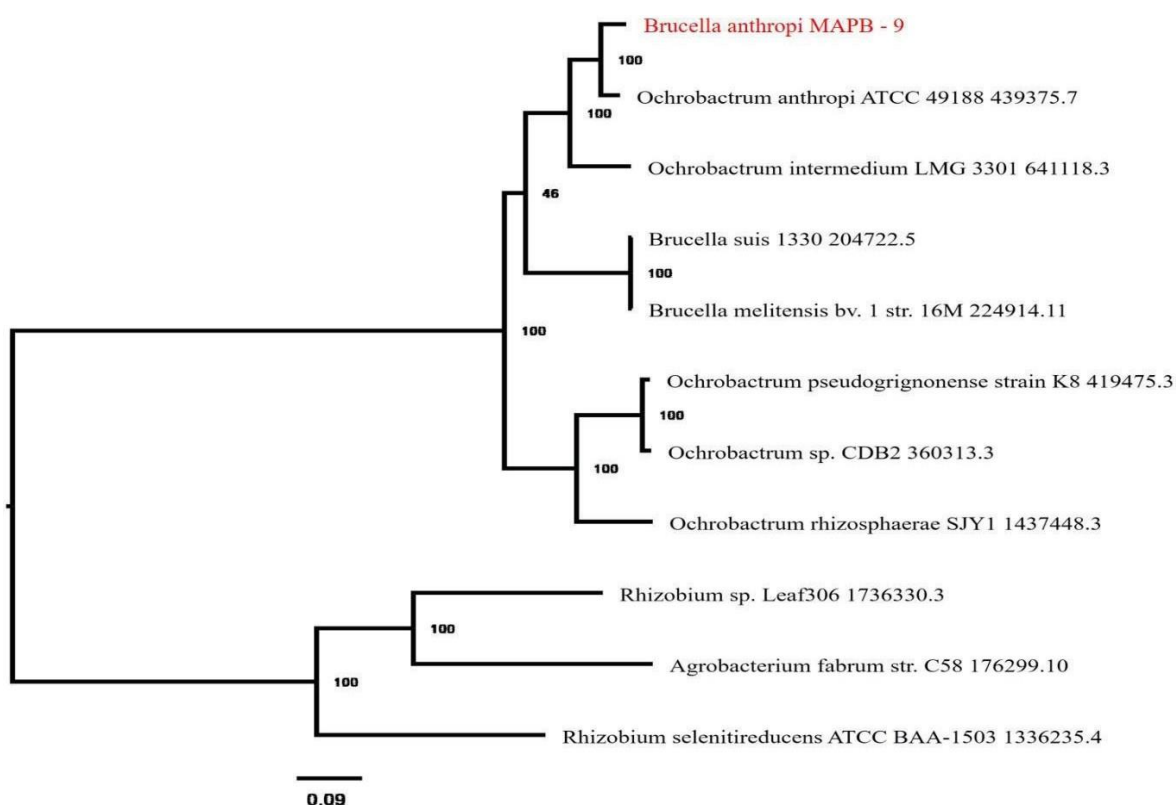 Brucella anthropi MAPB - 9
100
Ochrobactrum anthropi ATCC 49188 439375.7
100
Ochrobactrum intermedium LMG 3301 641118.3
46
Brucella suis 1330 204722.5
100
Brucella melitensis bv. 1 str. 16M 224914.11
100
Ochrobactrum pseudogrignonense strain K8 419475.3
100
Ochrobactrum sp. CDB2 360313.3
100
Ochrobactrum rhizosphaerae SJY1 1437448.3
Rhizobium sp. Leaf306 1736330.3
100
Agrobacterium fabrum str. C58 176299.10
100
Rhizobium selenitireducens ATCC BAA-1503 1336235.4
0.09